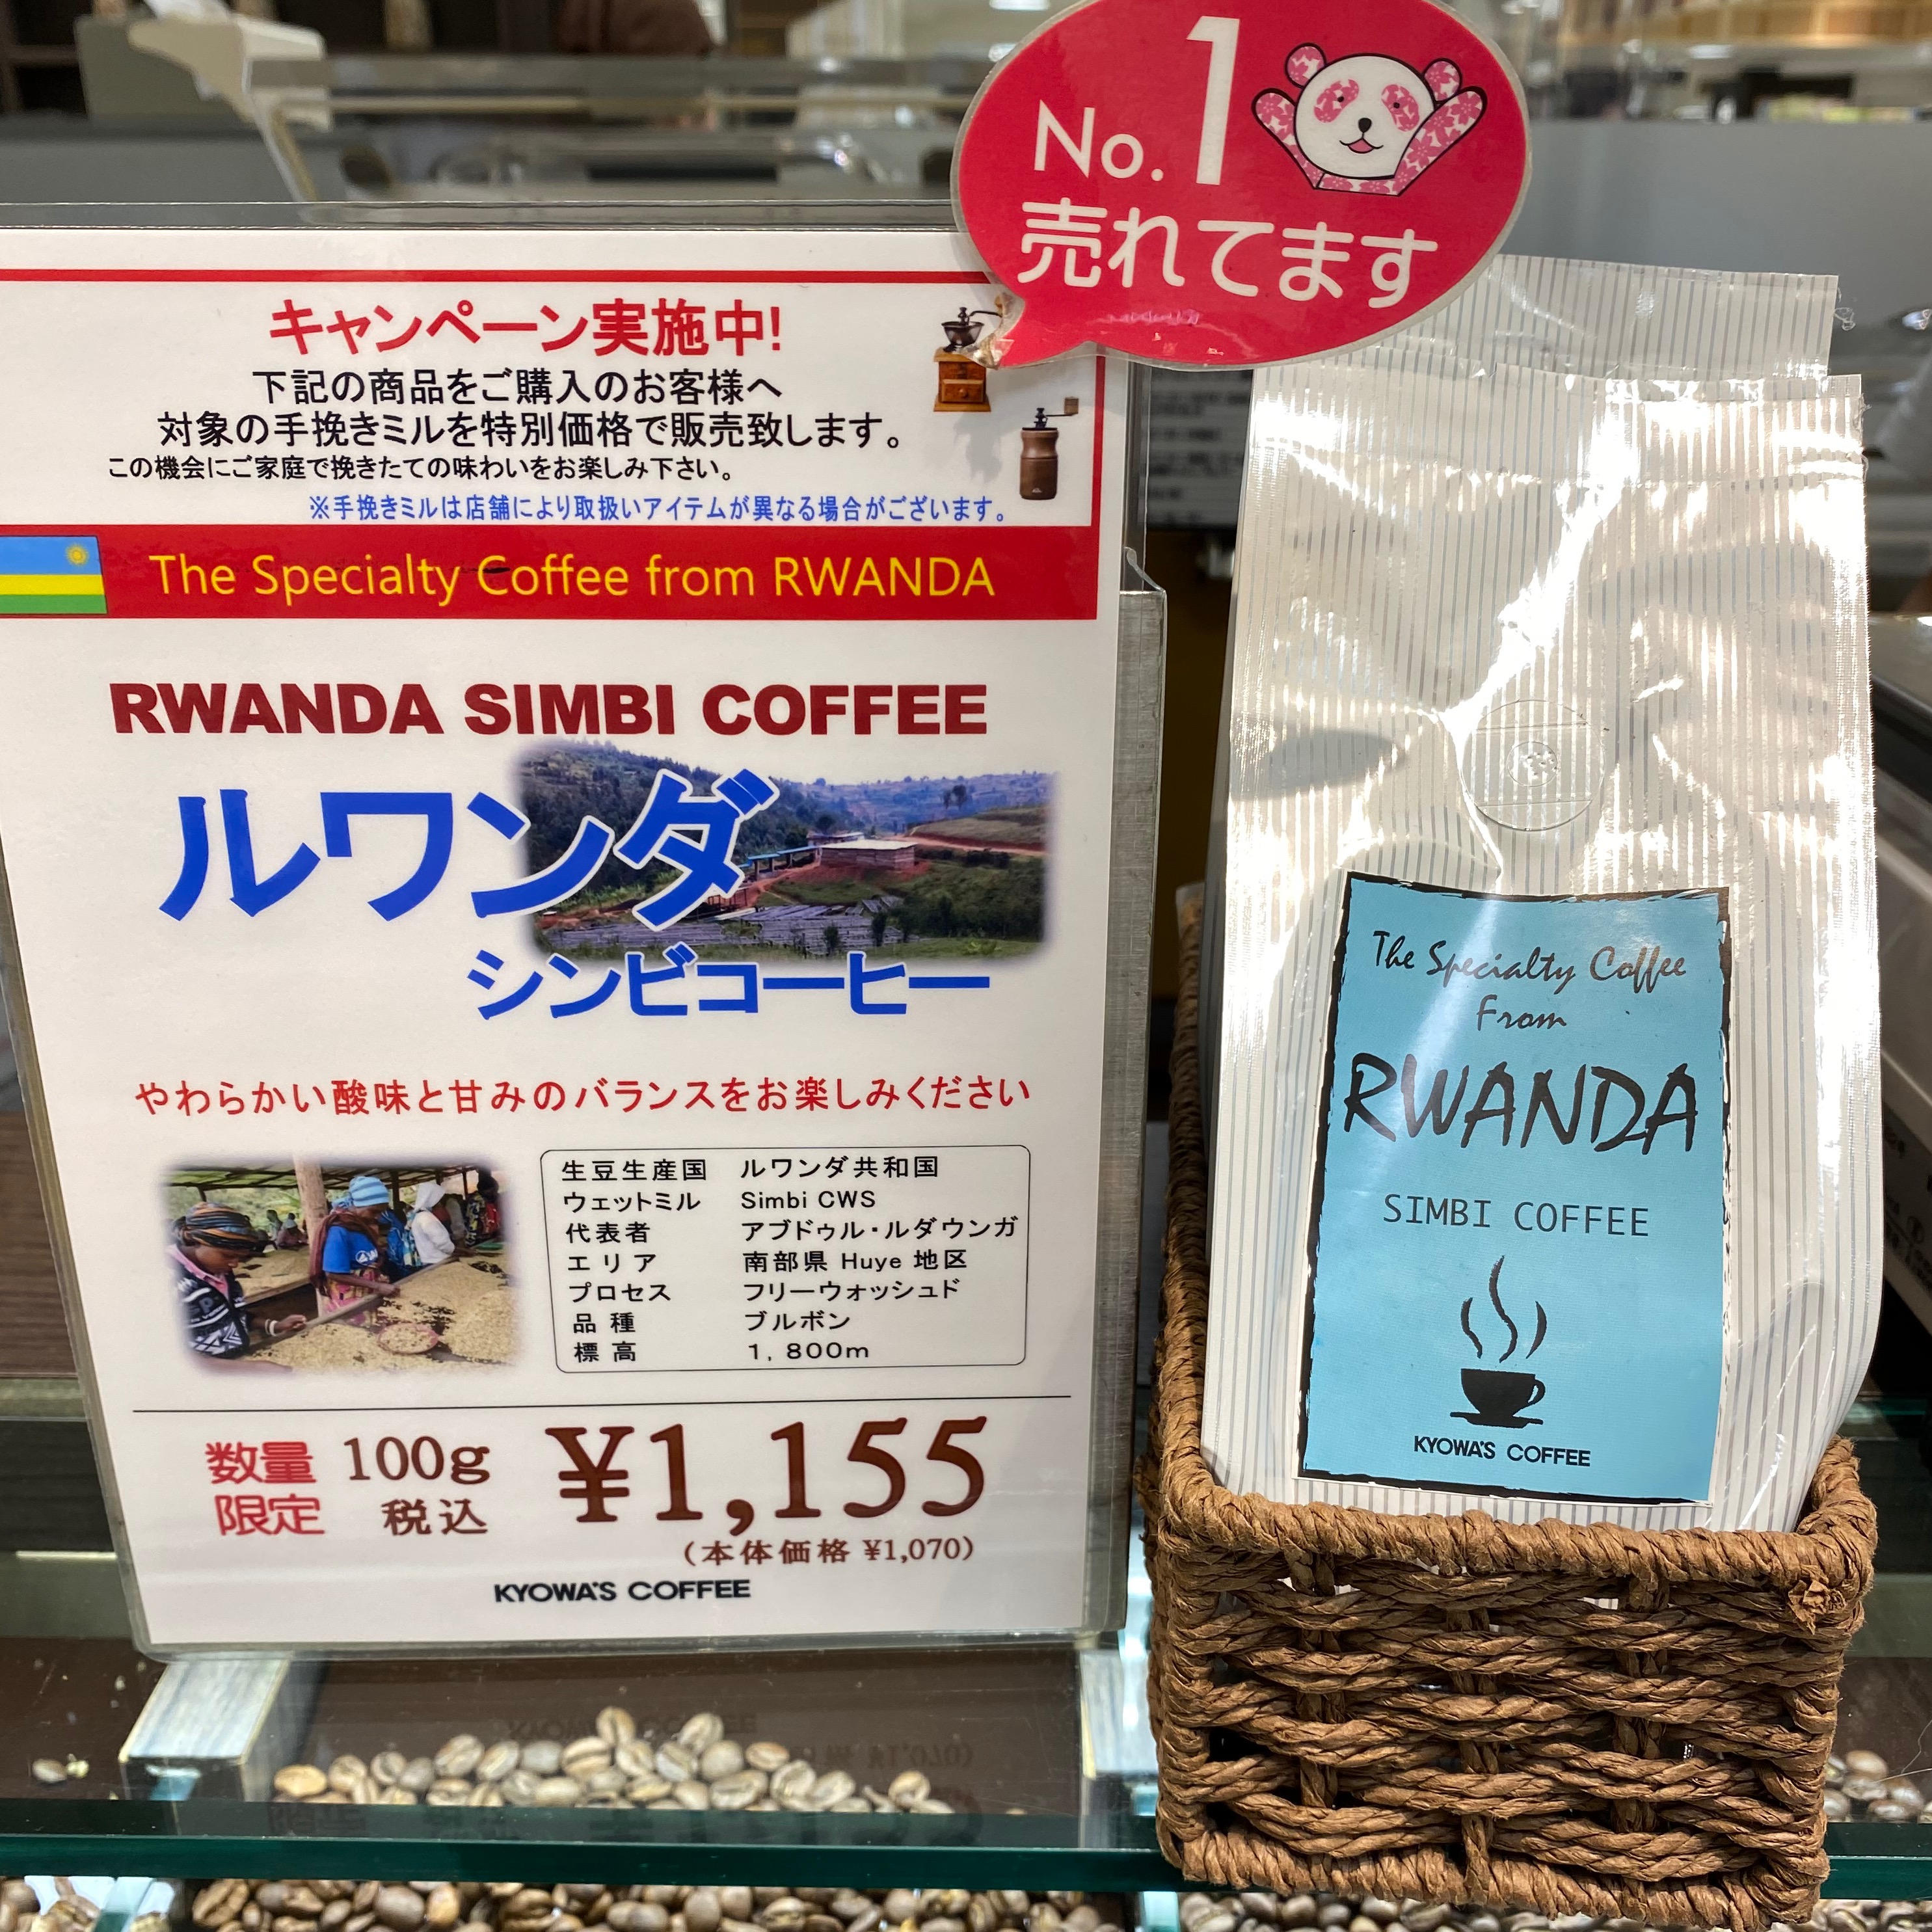 No.1
売れてます
キャンペーン実施中!
下記の商品をご購入のお客様へ
対象の手挽きミルを特別価格で販売致します。
この機会にご家庭で挽きたての味わいをお楽しみ下さい。
※手挽きミルは店舗により取扱いアイテムが異なる場合がございます。
The Specialty Coffee from RWANDA
RWANDA SIMBI COFFEE
ルワンダ
シンビコーヒー
やわらかい酸味と甘みのバランスをお楽しみください
生豆生産国 ルワンダ共和国
ウェットミル Simbi CWS
代表者 アブドゥル・ルダウンガ
エリア 南部県 Huye 地区
プロセス フリーウォッシュド
品種 ブルボン
標高 1,800m
数量限定 100g 税込 ¥1,155
(本体価格 ¥1,070)
KYOWA'S COFFEE
The Specialty Coffee
From
RWANDA
SIMBI COFFEE
KYOWA'S COFFEE